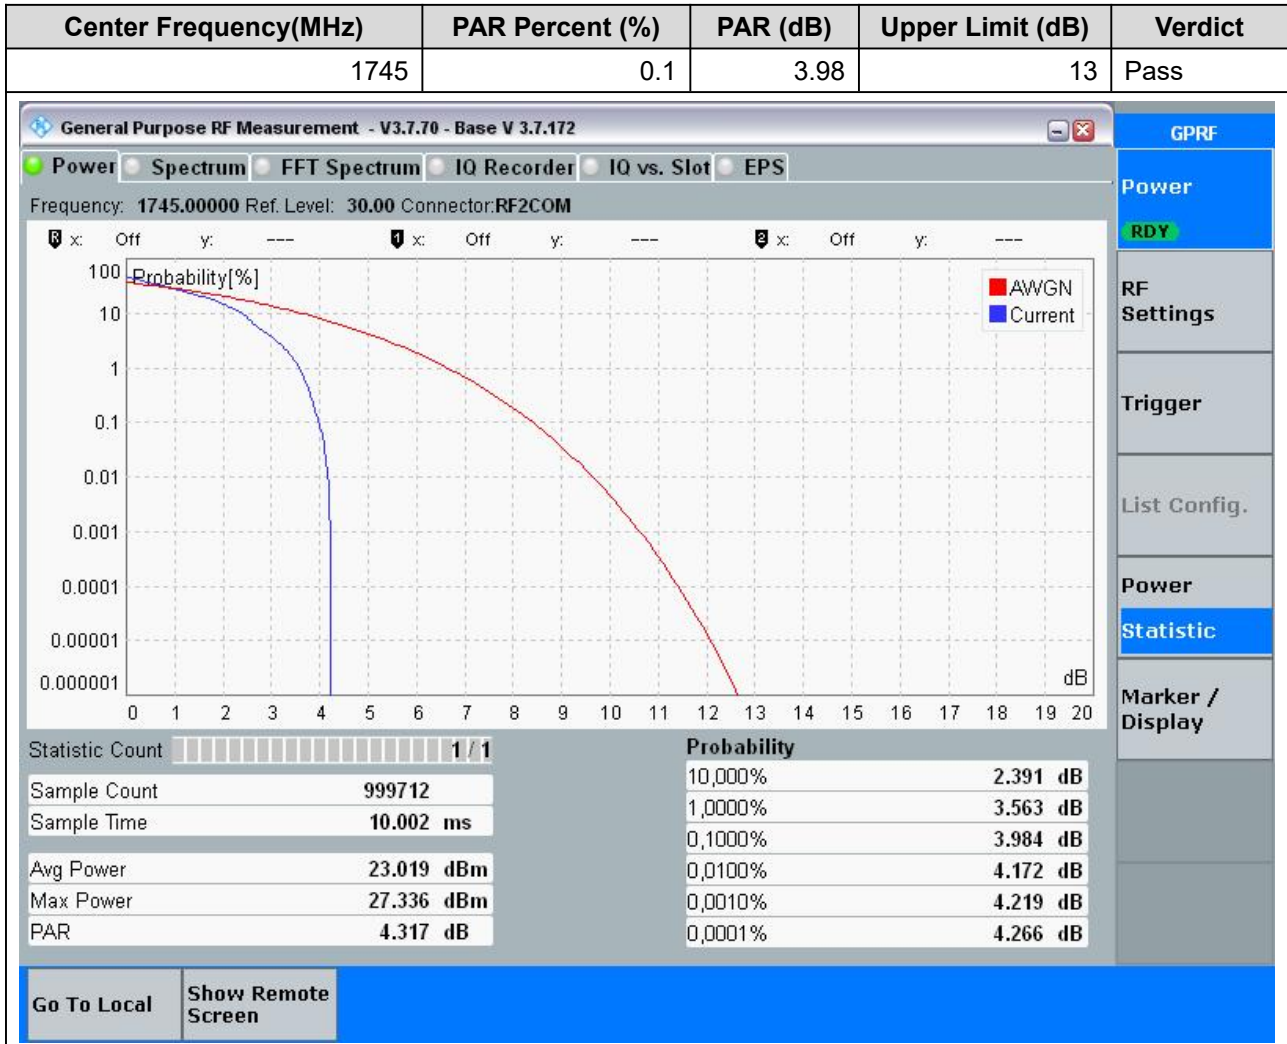 Center Frequency(MHz) PAR Percent (%) PAR (dB) Upper Limit (dB) Verdict
1745 0.1 3.98 13 Pass
General Purpose RF Measurement - V3.7.70 - Base V 3.7.172
GPRF
Power Spectrum FFT Spectrum IQ Recorder IQ vs. Slot EPS
Frequency: 1745.00000 Ref. Level: 30.00 Connector:RF2COM
R x: Off y: --- 1 x: Off y: --- 2 x: Off y: ---
Probability[%]
AWGN
Current
100
10
1
0.1
0.01
0.001
0.0001
0.00001
0.000001
dB
0 1 2 3 4 5 6 7 8 9 10 11 12 13 14 15 16 17 18 19 20
Statistic Count 1 / 1
Sample Count 999712
Sample Time 10.002 ms
Avg Power 23.019 dBm
Max Power 27.336 dBm
PAR 4.317 dB
Probability
10,000% 2.391 dB
1,0000% 3.563 dB
0,1000% 3.984 dB
0,0100% 4.172 dB
0,0010% 4.219 dB
0,0001% 4.266 dB
Power
RDY
RF
Settings
Trigger
List Config.
Power
Statistic
Marker /
Display
Go To Local
Show Remote
Screen